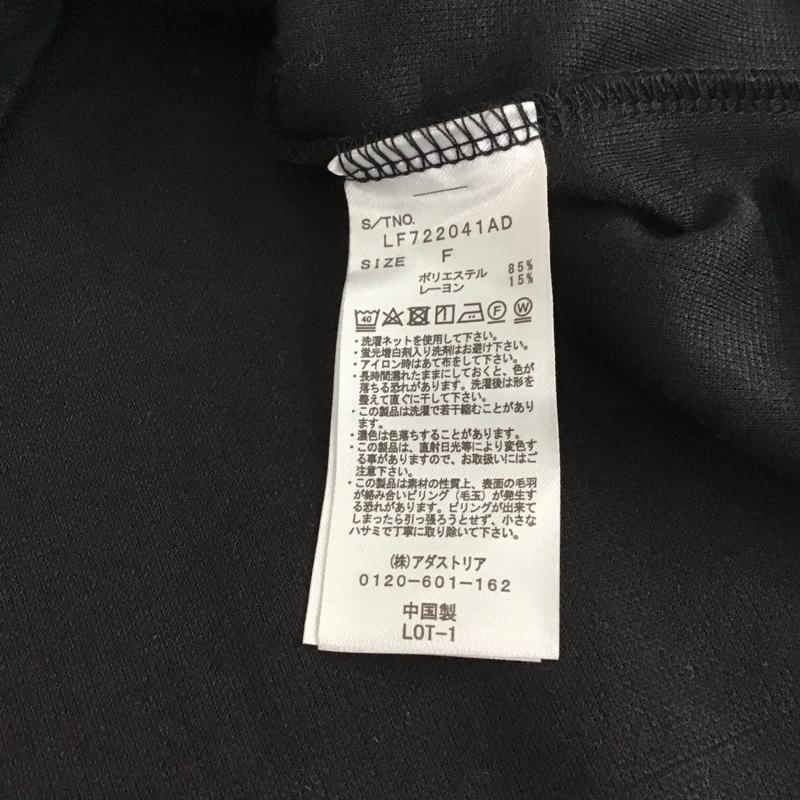 S/TNO.
LF722041AD
SIZE F
ポリエステル 85%
レーヨン 15%
40 F W
・洗濯ネットを使用して下さい。
・蛍光増白剤入り洗剤はお避け下さい。
・アイロン時はあて布をして下さい。
・長時間濡れたままにしておくと、色が
落ちる恐れがあります。洗濯後は形を
整えて直ぐに干して下さい。
・この製品は洗濯で若干縮むことがあり
ます。
・濃色は色落ちすることがあります。
・この製品は、直射日光等により変色す
る事がありますので、お取扱いにはご
注意下さい。
・この製品は素材の性質上、表面の毛羽
が絡み合いピリング（毛玉）が発生す
る恐れがあります。ピリングが出来て
しまったら引っ張ろうとせず、小さな
ハサミで丁寧に取り除いて下さい。
(株)アダストリア
0120-601-162
中国製
LOT-1